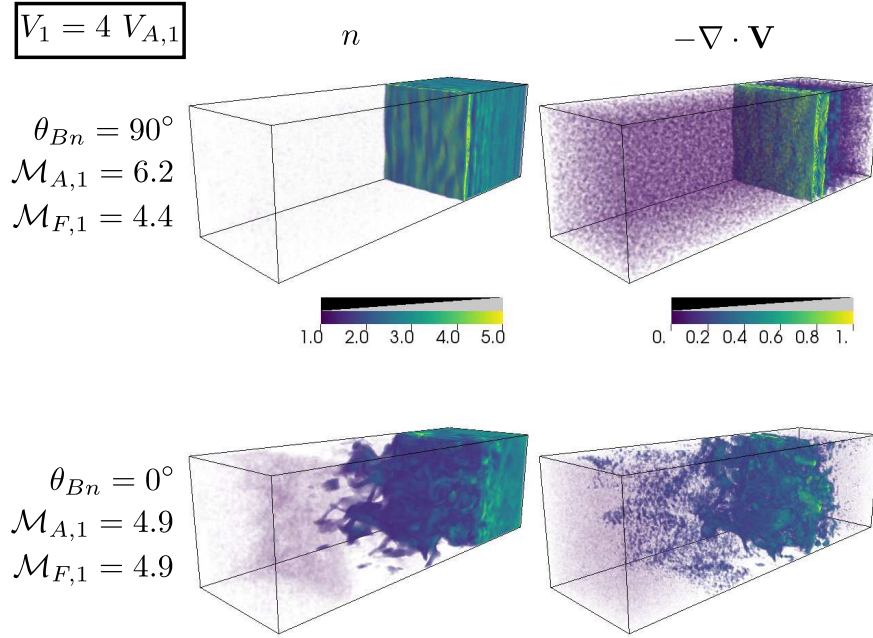 V₁ = 4 V_{A,1}
n
−∇ · V
θ_{Bn} = 90°
ℳ_{A,1} = 6.2
ℳ_{F,1} = 4.4
1.0 2.0 3.0 4.0 5.0
0. 0.2 0.4 0.6 0.8 1.
θ_{Bn} = 0°
ℳ_{A,1} = 4.9
ℳ_{F,1} = 4.9